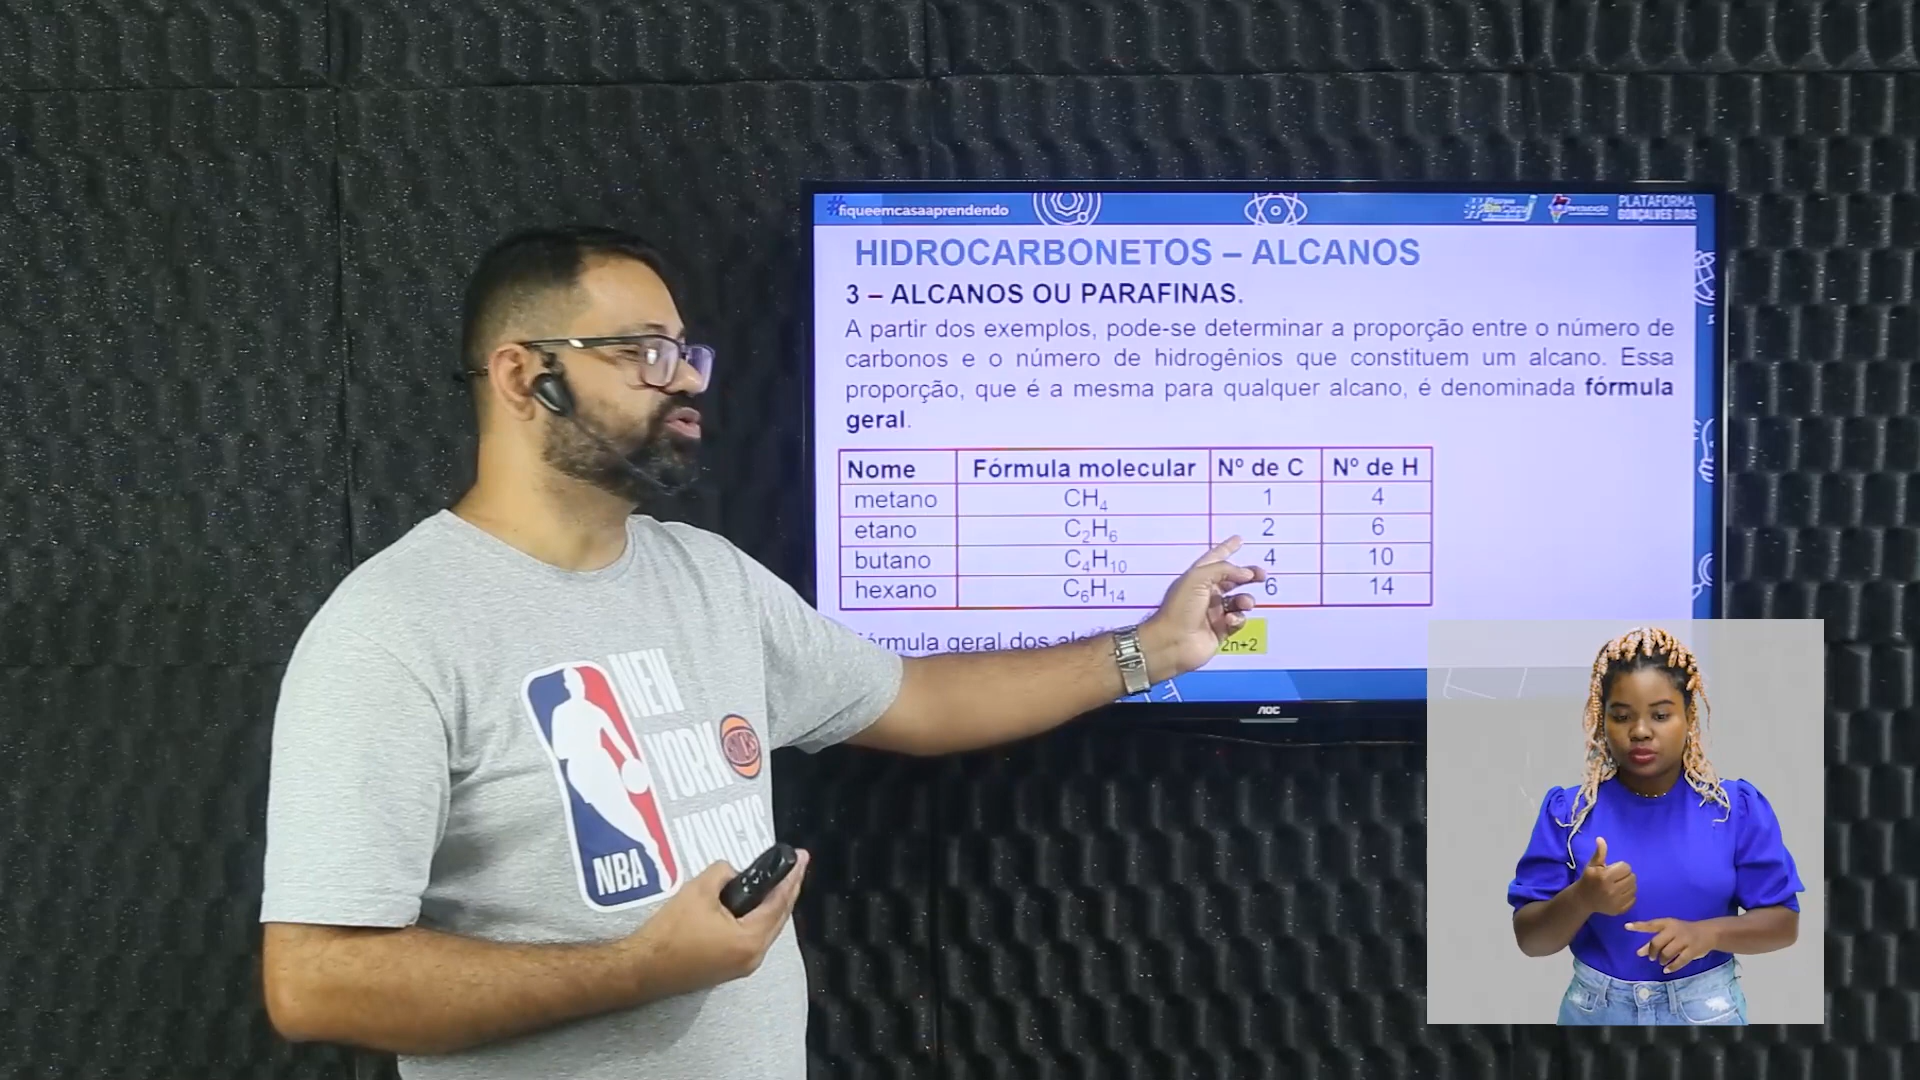 #fiqueemcasaaprendendo
PLATAFORMA
GONÇALVES DIAS
HIDROCARBONETOS – ALCANOS
3 – ALCANOS OU PARAFINAS.
A partir dos exemplos, pode-se determinar a proporção entre o número de
carbonos e o número de hidrogênios que constituem um alcano. Essa
proporção, que é a mesma para qualquer alcano, é denominada fórmula
geral.
Nome Fórmula molecular Nº de C Nº de H
metano CH₄ 1 4
etano C₂H₆ 2 6
butano C₄H₁₀ 4 10
hexano C₆H₁₄ 6 14
geral dos 2n+2
AOC
NEW
YORK
KNICKS
NBA